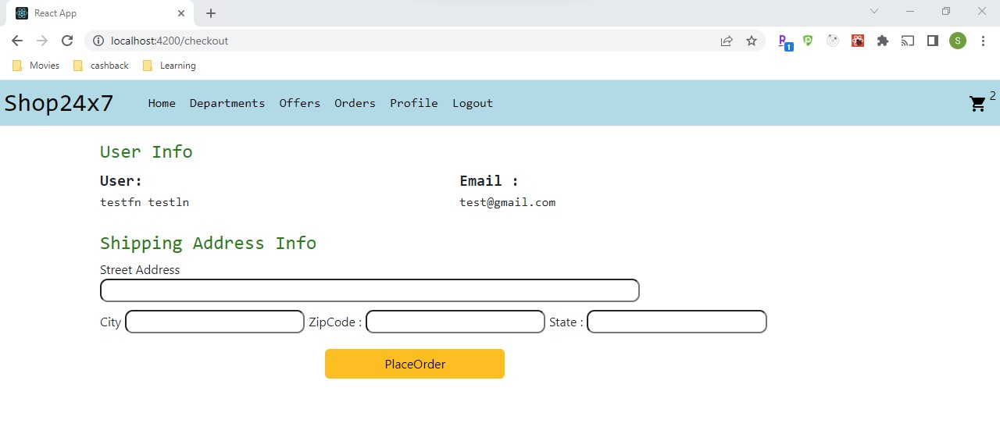 React App
localhost:4200/checkout
R 1 S
Movies cashback Learning
Shop24x7 Home Departments Offers Orders Profile Logout 2
User Info
User: Email :
testfn testln test@gmail.com
Shipping Address Info
Street Address
City ZipCode : State :
PlaceOrder